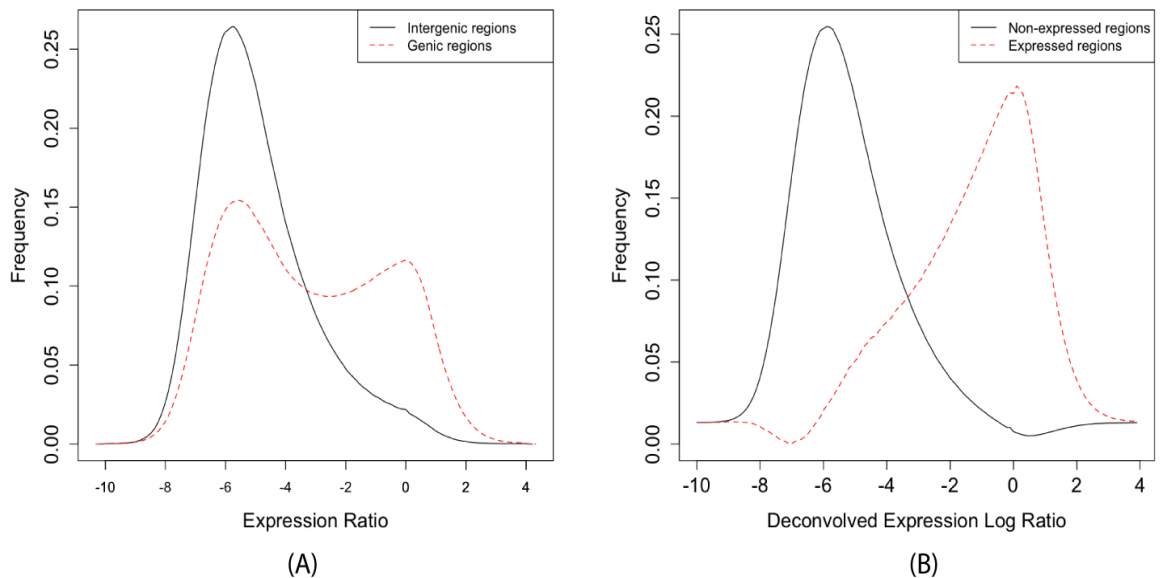 Intergenic regions
Genic regions
Frequency
0.00 0.05 0.10 0.15 0.20 0.25
-10 -8 -6 -4 -2 0 2 4
Expression Ratio
(A)
Non-expressed regions
Expressed regions
Frequency
0.00 0.05 0.10 0.15 0.20 0.25
-10 -8 -6 -4 -2 0 2 4
Deconvolved Expression Log Ratio
(B)